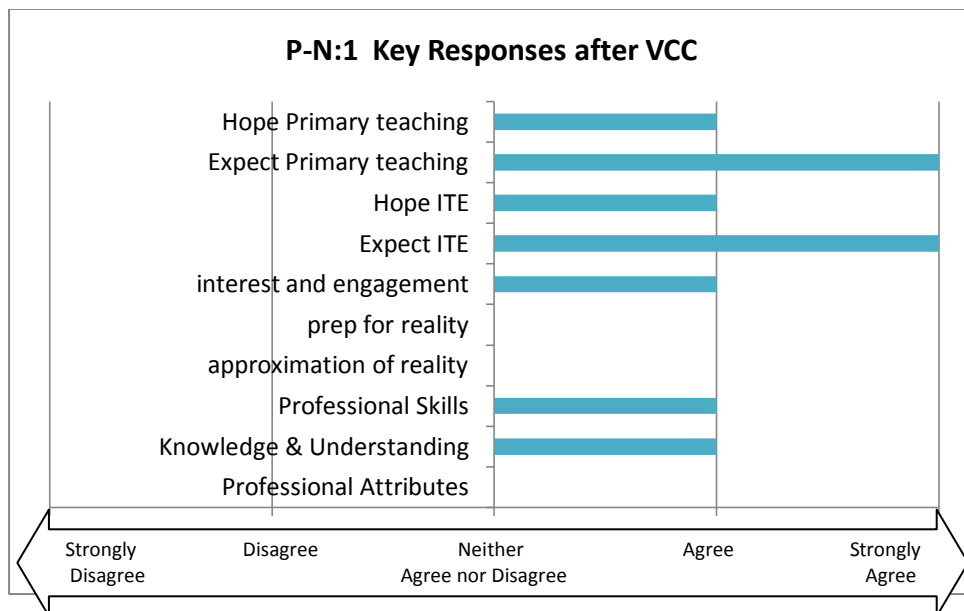 P-N:1 Key Responses after VCC
Hope Primary teaching
Expect Primary teaching
Hope ITE
Expect ITE
interest and engagement
prep for reality
approximation of reality
Professional Skills
Knowledge & Understanding
Professional Attributes
Strongly Disagree Neither Agree Strongly
Disagree Agree nor Disagree Agree